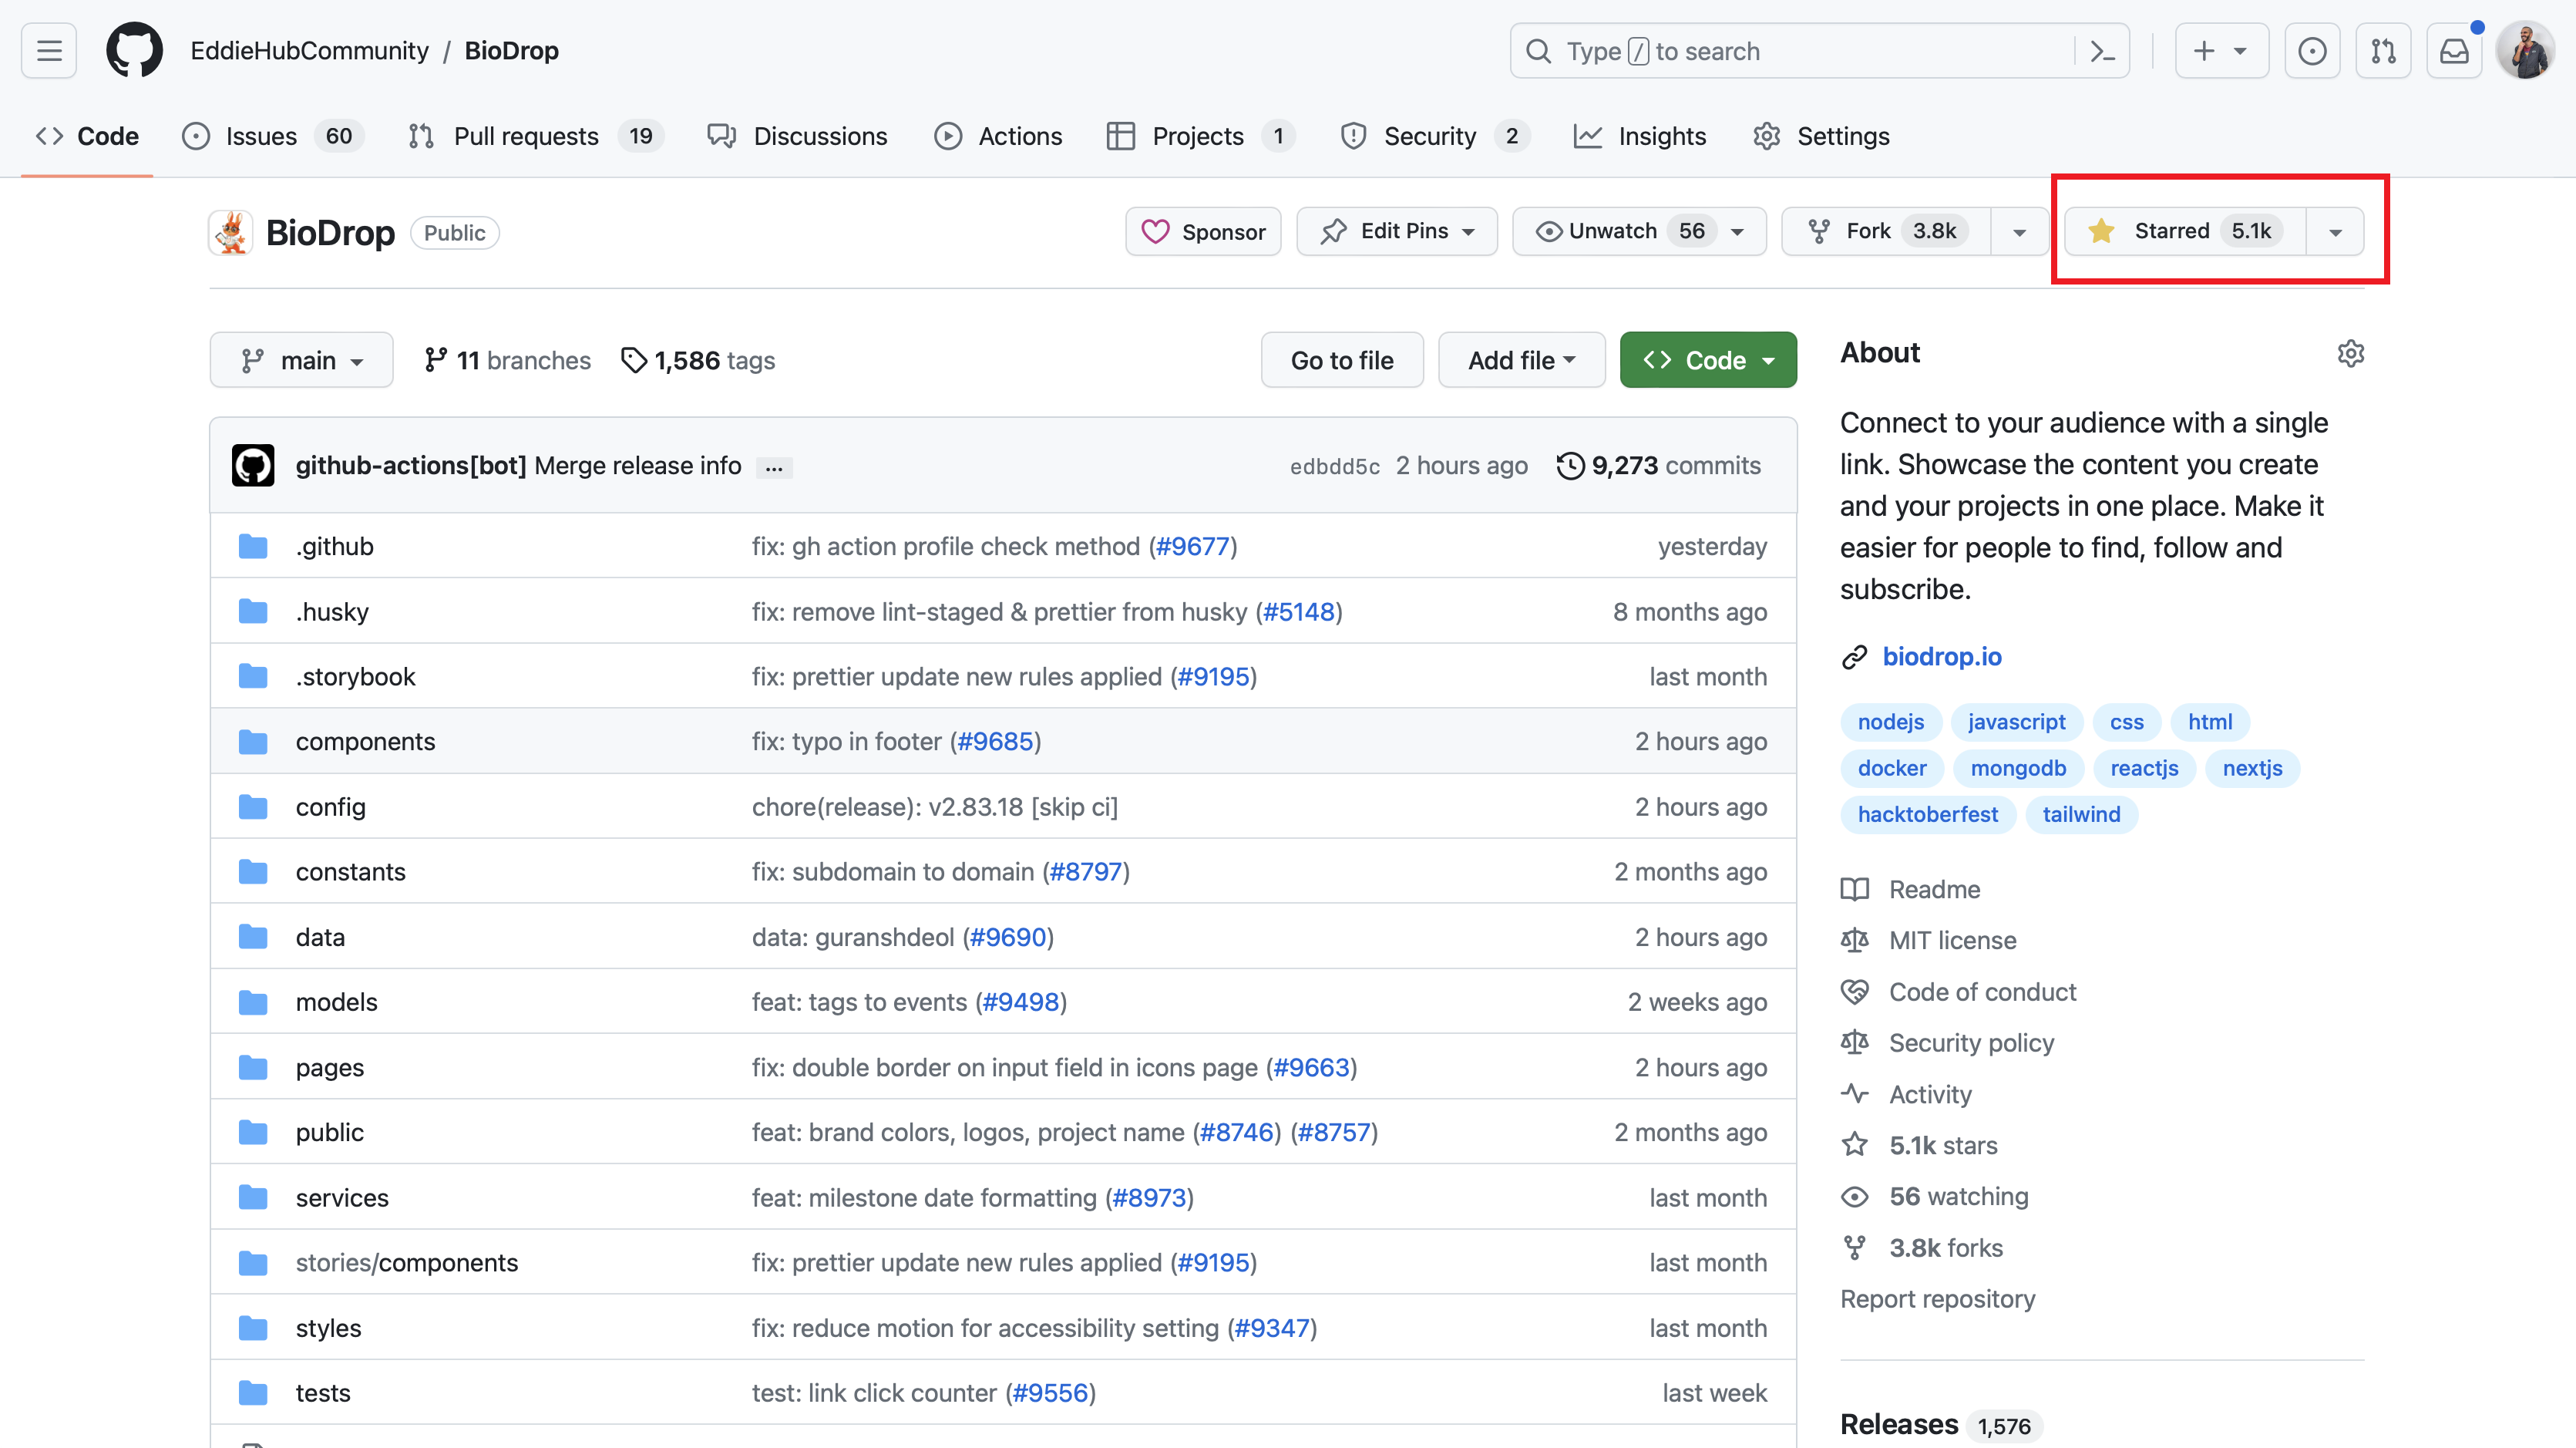 EddieHubCommunity / BioDrop
Type / to search
Code
Issues 60
Pull requests 19
Discussions
Actions
Projects 1
Security 2
Insights
Settings
BioDrop Public
Sponsor
Edit Pins
Unwatch 56
Fork 3.8k
Starred 5.1k
main
11 branches
1,586 tags
Go to file
Add file
Code
github-actions[bot] Merge release info ...
edbdd5c 2 hours ago
9,273 commits
.github fix: gh action profile check method (#9677) yesterday
.husky fix: remove lint-staged & prettier from husky (#5148) 8 months ago
.storybook fix: prettier update new rules applied (#9195) last month
components fix: typo in footer (#9685) 2 hours ago
config chore(release): v2.83.18 [skip ci] 2 hours ago
constants fix: subdomain to domain (#8797) 2 months ago
data data: guranshdeol (#9690) 2 hours ago
models feat: tags to events (#9498) 2 weeks ago
pages fix: double border on input field in icons page (#9663) 2 hours ago
public feat: brand colors, logos, project name (#8746) (#8757) 2 months ago
services feat: milestone date formatting (#8973) last month
stories/components fix: prettier update new rules applied (#9195) last month
styles fix: reduce motion for accessibility setting (#9347) last month
tests test: link click counter (#9556) last week
About
Connect to your audience with a single
link. Showcase the content you create
and your projects in one place. Make it
easier for people to find, follow and
subscribe.
biodrop.io
nodejs javascript css html
docker mongodb reactjs nextjs
hacktoberfest tailwind
Readme
MIT license
Code of conduct
Security policy
Activity
5.1k stars
56 watching
3.8k forks
Report repository
Releases 1,576